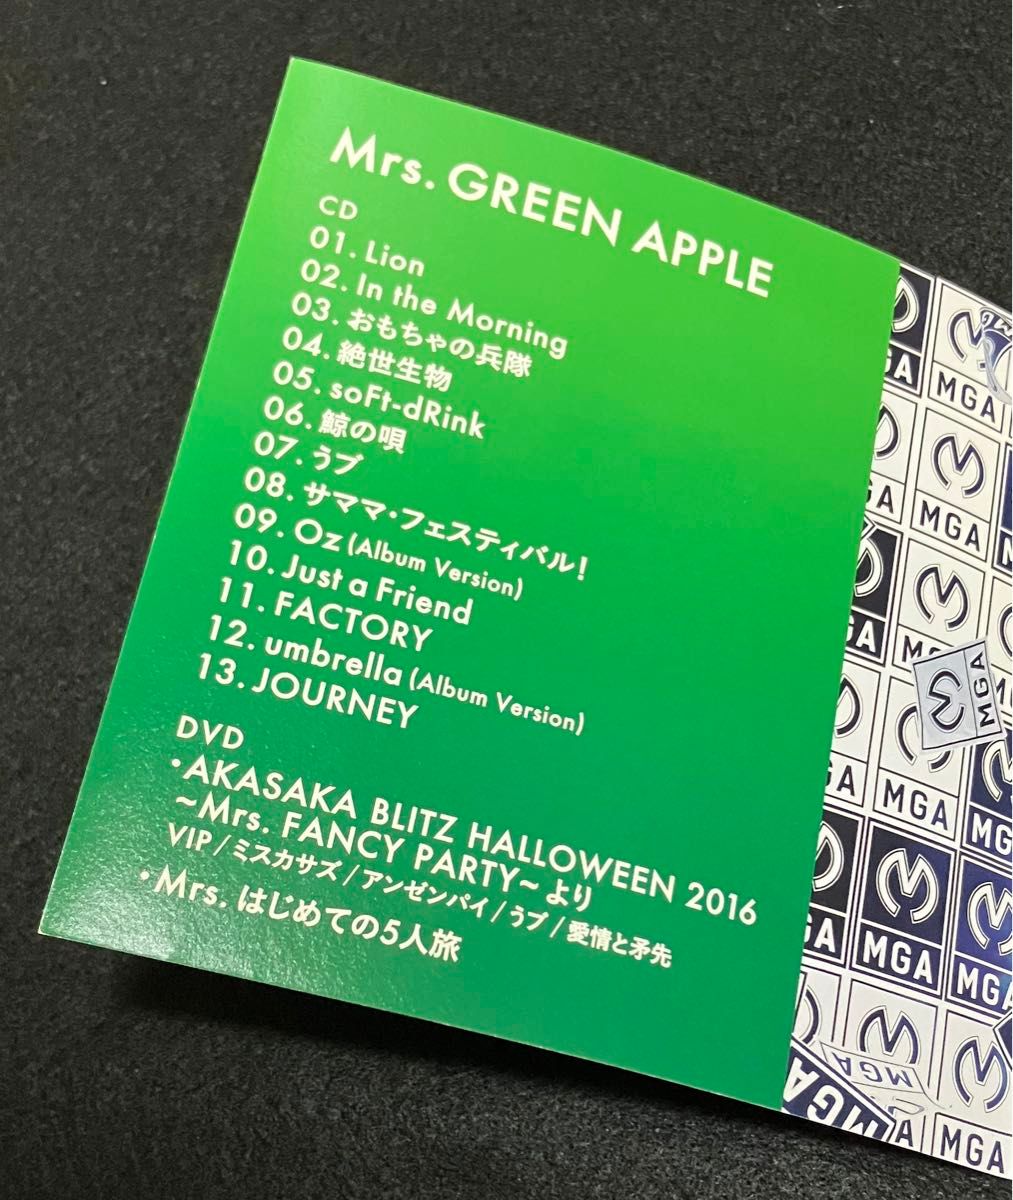 Mrs. GREEN APPLE
CD
01. Lion
02. In the Morning
03. おもちゃの兵隊
04. 絶世生物
05. soFt-dRink
06. 鯨の唄
07. うブ
08. サママ・フェスティバル!
09. Oz (Album Version)
10. Just a Friend
11. FACTORY
12. umbrella (Album Version)
13. JOURNEY
DVD
・AKASAKA BLITZ HALLOWEEN 2016
~Mrs. FANCY PARTY~ より
VIP / ミスカサズ / アンゼンパイ / うブ / 愛情と矛先
・Mrs. はじめての5人旅
MGA
MGA
MGA
MGA
MGA
MGA
MGA
MGA
MGA
MGA